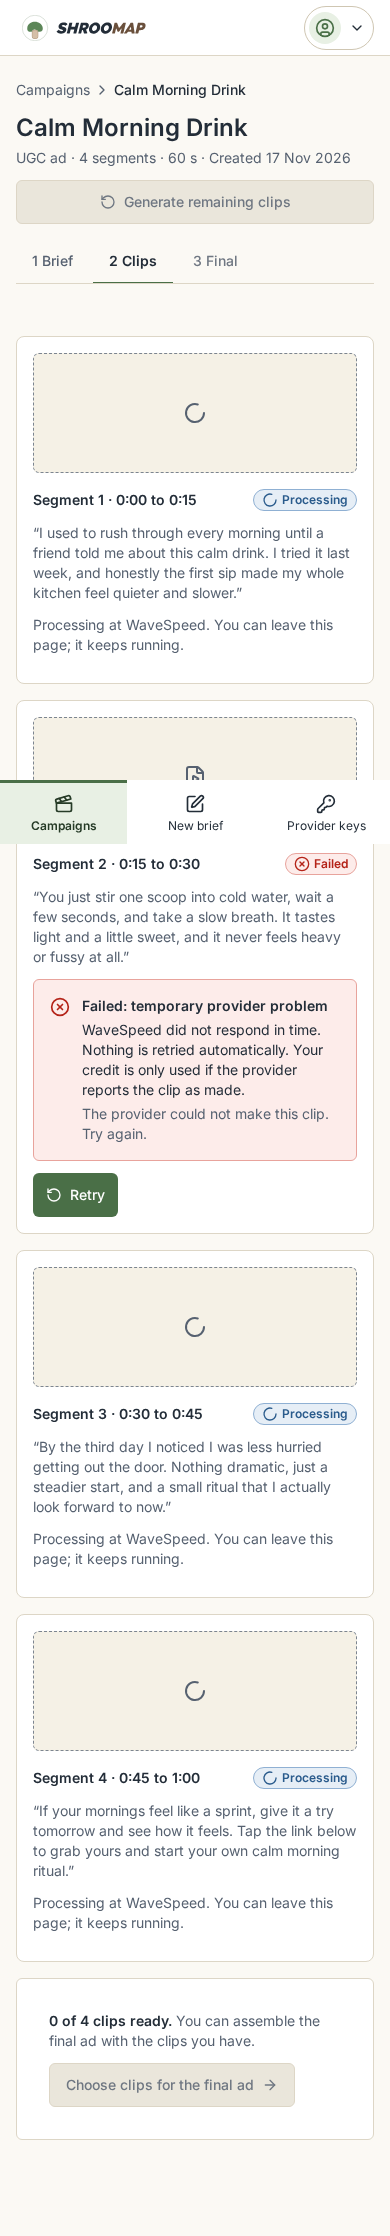 SHROOMAP
Campaigns > Calm Morning Drink
Calm Morning Drink
UGC ad · 4 segments · 60 s · Created 17 Nov 2026
Generate remaining clips
1 Brief 2 Clips 3 Final
Segment 1 · 0:00 to 0:15 Processing
“I used to rush through every morning until a
friend told me about this calm drink. I tried it last
week, and honestly the first sip made my whole
kitchen feel quieter and slower.”
Processing at WaveSpeed. You can leave this
page; it keeps running.
Campaigns New brief Provider keys
Segment 2 · 0:15 to 0:30 Failed
“You just stir one scoop into cold water, wait a
few seconds, and take a slow breath. It tastes
light and a little sweet, and it never feels heavy
or fussy at all.”
Failed: temporary provider problem
WaveSpeed did not respond in time.
Nothing is retried automatically. Your
credit is only used if the provider
reports the clip as made.
The provider could not make this clip.
Try again.
Retry
Segment 3 · 0:30 to 0:45 Processing
“By the third day I noticed I was less hurried
getting out the door. Nothing dramatic, just a
steadier start, and a small ritual that I actually
look forward to now.”
Processing at WaveSpeed. You can leave this
page; it keeps running.
Segment 4 · 0:45 to 1:00 Processing
“If your mornings feel like a sprint, give it a try
tomorrow and see how it feels. Tap the link below
to grab yours and start your own calm morning
ritual.”
Processing at WaveSpeed. You can leave this
page; it keeps running.
0 of 4 clips ready. You can assemble the
final ad with the clips you have.
Choose clips for the final ad →